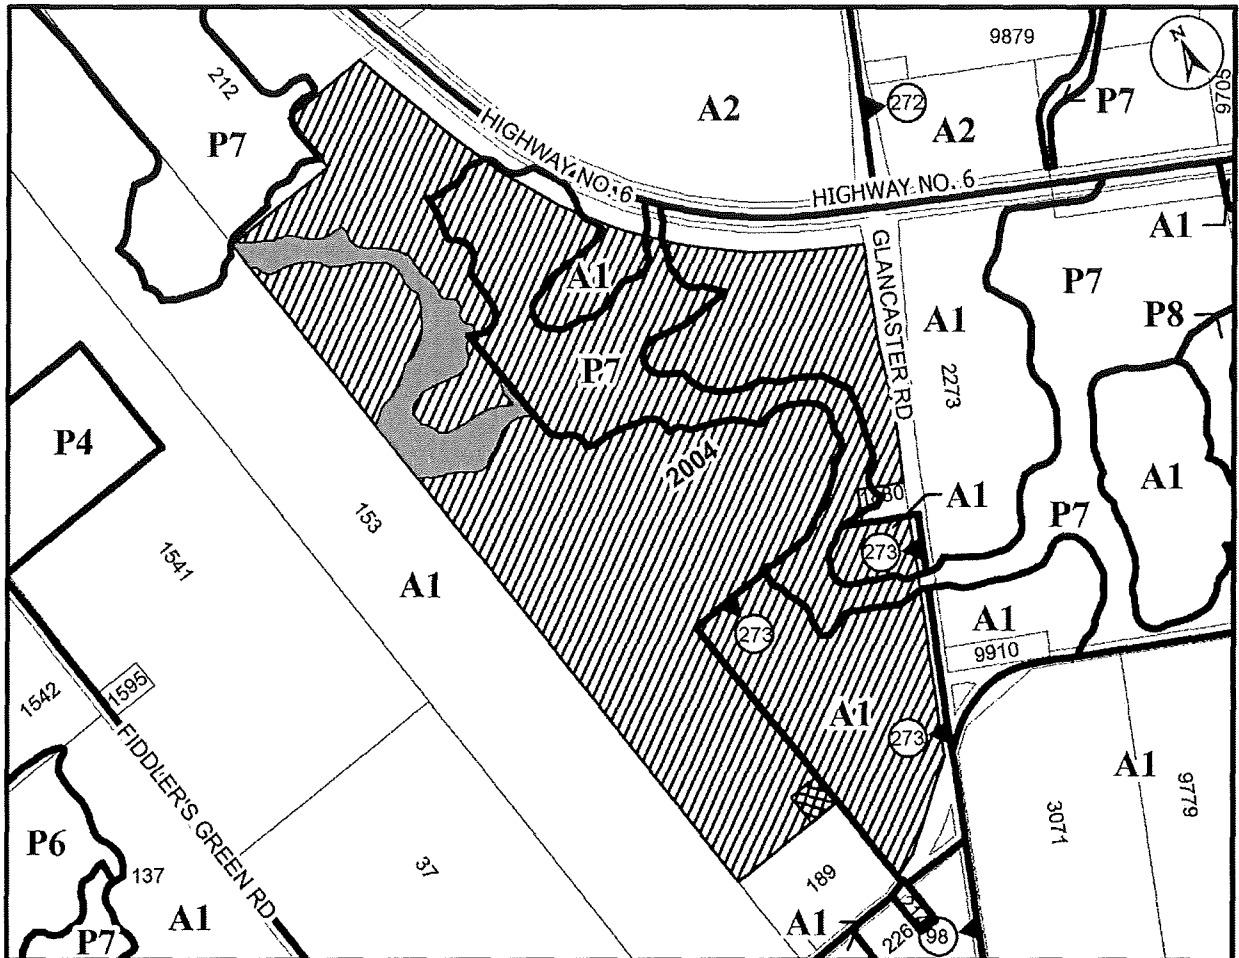 9879
N
212
A2
272
P7
9705
P7
A2
HIGHWAY NO. 6
HIGHWAY NO. 6
A1
GLANCASTER RD
A1
P7
A1
P8
P7
2273
P4
2004
A1
A1
P7
153
273
1541
A1
273
A1
9910
1542
1595
A1
273
FIDDLER'S GREEN RD
A1
9779
3071
P6
137
37
189
A1
A1
P7
226
98